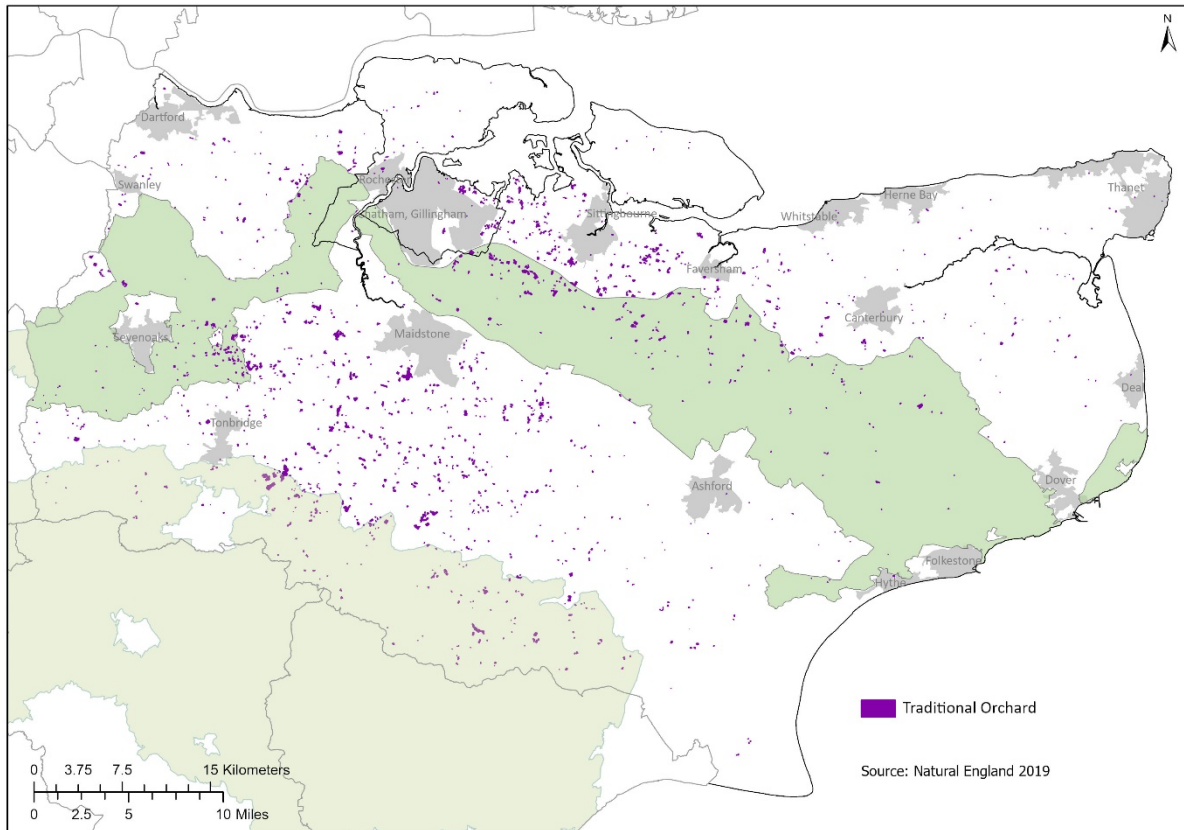 N
Dartford
Swanley
Roche
Chatham, Gillingham
Sittingbourne
Whitstable
Herne Bay
Thanet
Faversham
Canterbury
Sevenoaks
Maidstone
Deal
Tonbridge
Ashford
Dover
Folkestone
Hythe
Traditional Orchard
Source: Natural England 2019
0 3.75 7.5 15 Kilometers
0 2.5 5 10 Miles